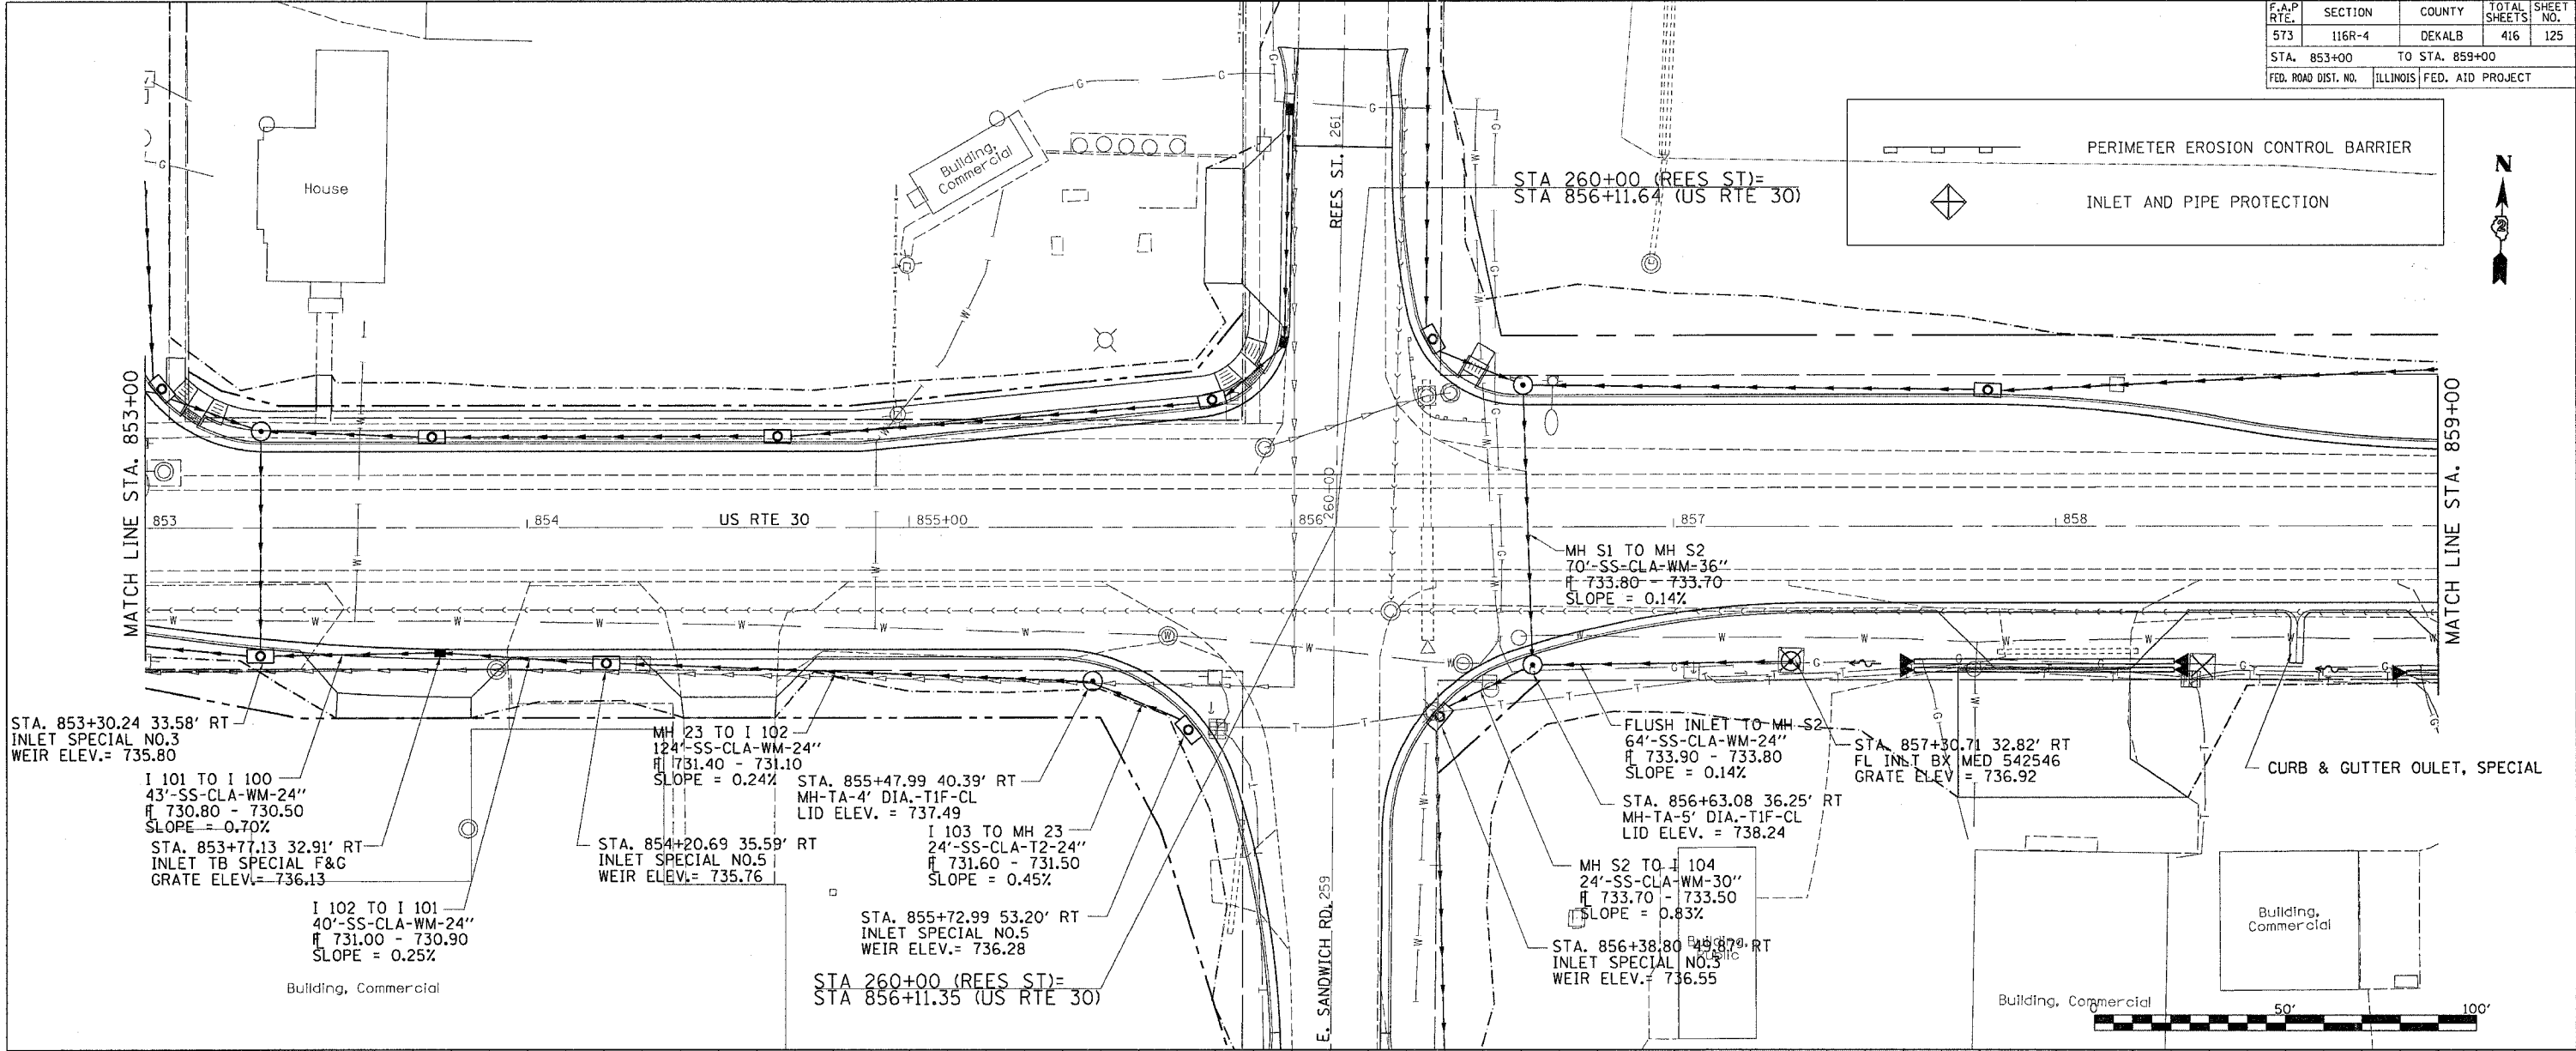 F.A.P RTE. SECTION COUNTY TOTAL SHEETS SHEET NO.
573 116R-4 DEKALB 416 125
STA. 853+00 TO STA. 859+00
FED. ROAD DIST. NO. ILLINOIS FED. AID PROJECT
PERIMETER EROSION CONTROL BARRIER
INLET AND PIPE PROTECTION
N
2
House
Building,
Commercial
REES ST.
261
STA 260+00 (REES ST)=
STA 856+11.64 (US RTE 30)
MATCH LINE STA. 853+00
MATCH LINE STA. 859+00
853
854
US RTE 30
855+00
856
260+00
857
858
MH S1 TO MH S2
70'-SS-CLA-WM-36"
733.80 - 733.70
SLOPE = 0.14%
STA. 853+30.24 33.58' RT
INLET SPECIAL NO.3
WEIR ELEV.= 735.80
I 101 TO I 100
43'-SS-CLA-WM-24"
730.80 - 730.50
SLOPE = 0.70%
STA. 853+77.13 32.91' RT
INLET TB SPECIAL F&G
GRATE ELEV.= 736.13
I 102 TO I 101
40'-SS-CLA-WM-24"
731.00 - 730.90
SLOPE = 0.25%
Building, Commercial
MH 23 TO I 102
124'-SS-CLA-WM-24"
731.40 - 731.10
SLOPE = 0.24%
STA. 854+20.69 35.59' RT
INLET SPECIAL NO.5
WEIR ELEV.= 735.76
STA. 855+47.99 40.39' RT
MH-TA-4' DIA.-T1F-CL
LID ELEV. = 737.49
I 103 TO MH 23
24'-SS-CLA-T2-24"
731.60 - 731.50
SLOPE = 0.45%
STA. 855+72.99 53.20' RT
INLET SPECIAL NO.5
WEIR ELEV.= 736.28
STA 260+00 (REES ST)=
STA 856+11.35 (US RTE 30)
E. SANDWICH RD.
259
FLUSH INLET TO MH S2
64'-SS-CLA-WM-24"
733.90 - 733.80
SLOPE = 0.14%
STA. 857+30.71 32.82' RT
FL INLT BX MED 542546
GRATE ELEV = 736.92
CURB & GUTTER OULET, SPECIAL
STA. 856+63.08 36.25' RT
MH-TA-5' DIA.-T1F-CL
LID ELEV. = 738.24
MH S2 TO I 104
24'-SS-CLA-WM-30"
733.70 - 733.50
SLOPE = 0.83%
STA. 856+38.80 49.87' RT
INLET SPECIAL NO.3
WEIR ELEV.= 736.55
Building,
Public
Building, Commercial
Building,
Commercial
0 50' 100'